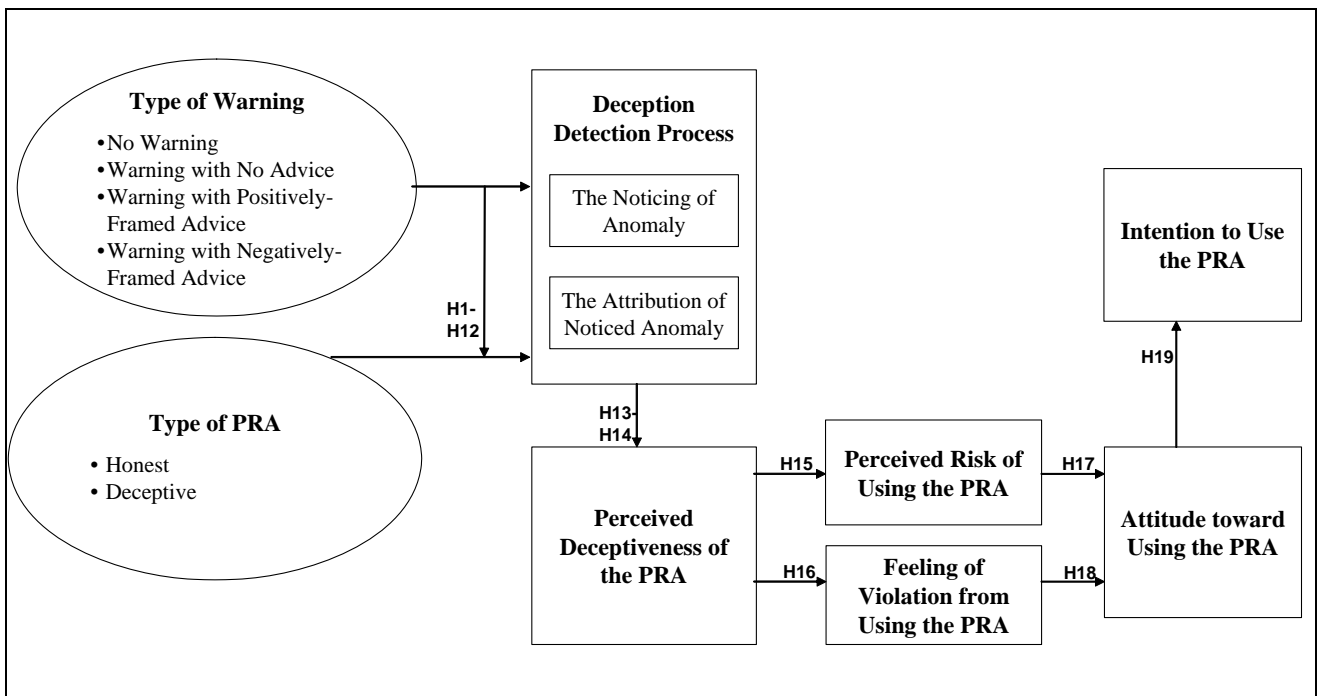 Type of Warning
•No Warning
•Warning with No Advice
•Warning with Positively-
Framed Advice
•Warning with Negatively-
Framed Advice
Type of PRA
• Honest
• Deceptive
H1-
H12
Deception
Detection Process
The Noticing of
Anomaly
The Attribution of
Noticed Anomaly
H13-
H14
Perceived
Deceptiveness of
the PRA
H15
H16
Perceived Risk of
Using the PRA
Feeling of
Violation from
Using the PRA
H17
H18
Attitude toward
Using the PRA
H19
Intention to Use
the PRA